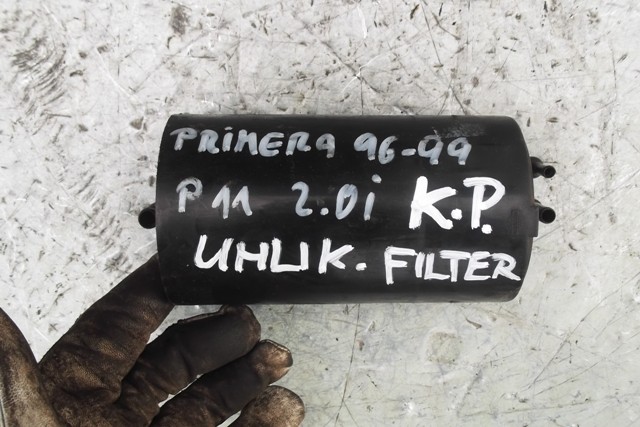 PRIMERA 96-99
P11 2.0i K.P.
UHLIK. FILTER